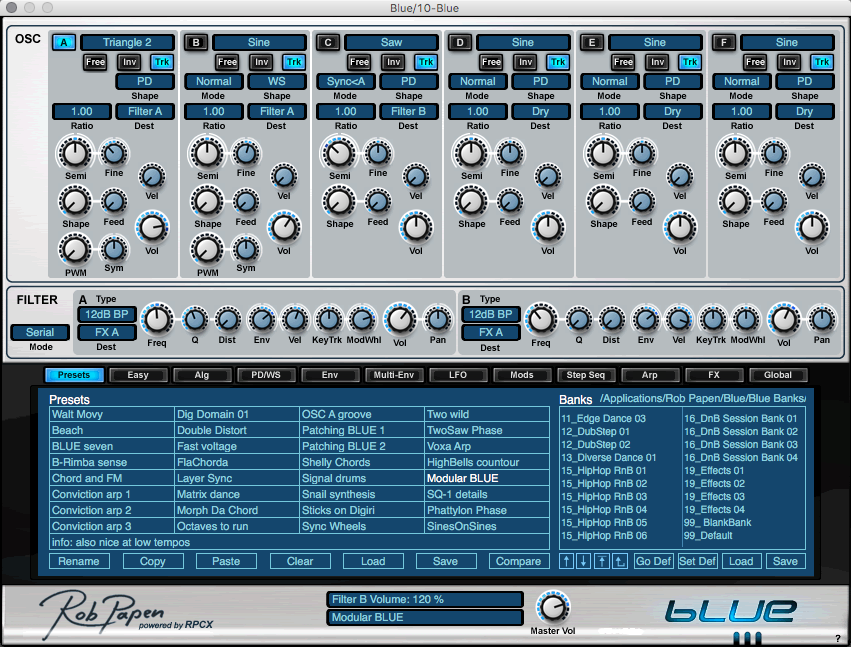 Blue/10-Blue
OSC A Triangle 2 B Sine C Saw D Sine E Sine F Sine
Free Inv Trk Free Inv Trk Free Inv Trk Free Inv Trk Free Inv Trk Free Inv Trk
PD Normal WS Sync<A PD Normal PD Normal PD Normal PD
Shape Mode Shape Mode Shape Mode Shape Mode Shape Mode Shape
1.00 Filter A 1.00 Filter A 1.00 Filter B 1.00 Dry 1.00 Dry 1.00 Dry
Ratio Dest Ratio Dest Ratio Dest Ratio Dest Ratio Dest Ratio Dest
Semi Fine Semi Fine Semi Fine Semi Fine Semi Fine Semi Fine
Vel Vel Vel Vel Vel Vel
Shape Feed Shape Feed Shape Feed Shape Feed Shape Feed Shape Feed
Vol Vol Vol Vol Vol Vol
PWM Sym PWM Sym
FILTER A Type B Type
12dB BP 12dB BP
Serial FX A FX A
Mode Dest Freq Q Dist Env Vel KeyTrk ModWhl Vol Pan Dest Freq Q Dist Env Vel KeyTrk ModWhl Vol Pan
Presets Easy Alg PD/WS Env Multi-Env LFO Mods Step Seq Arp FX Global
Presets
Walt Movy Dig Domain 01 OSC A groove Two wild
Beach Double Distort Patching BLUE 1 TwoSaw Phase
BLUE seven Fast voltage Patching BLUE 2 Voxa Arp
B-Rimba sense FlaChorda Shelly Chords HighBells countour
Chord and FM Layer Sync Signal drums Modular BLUE
Conviction arp 1 Matrix dance Snail synthesis SQ-1 details
Conviction arp 2 Morph Da Chord Sticks on Digiri Phattylon Phase
Conviction arp 3 Octaves to run Sync Wheels SinesOnSines
info: also nice at low tempos
Rename Copy Paste Clear Load Save Compare
Banks /Applications/Rob Papen/Blue/Blue Banks/
11_Edge Dance 03 16_DnB Session Bank 01
12_DubStep 01 16_DnB Session Bank 02
12_DubStep 02 16_DnB Session Bank 03
13_Diverse Dance 01 16_DnB Session Bank 04
15_HipHop RnB 01 19_Effects 01
15_HipHop RnB 02 19_Effects 02
15_HipHop RnB 03 19_Effects 03
15_HipHop RnB 04 19_Effects 04
15_HipHop RnB 05 99_ BlankBank
15_HipHop RnB 06 99_Default
Go Def Set Def Load Save
Rob Papen
powered by RPCX
Filter B Volume: 120 %
Modular BLUE
Master Vol
BLUE
?